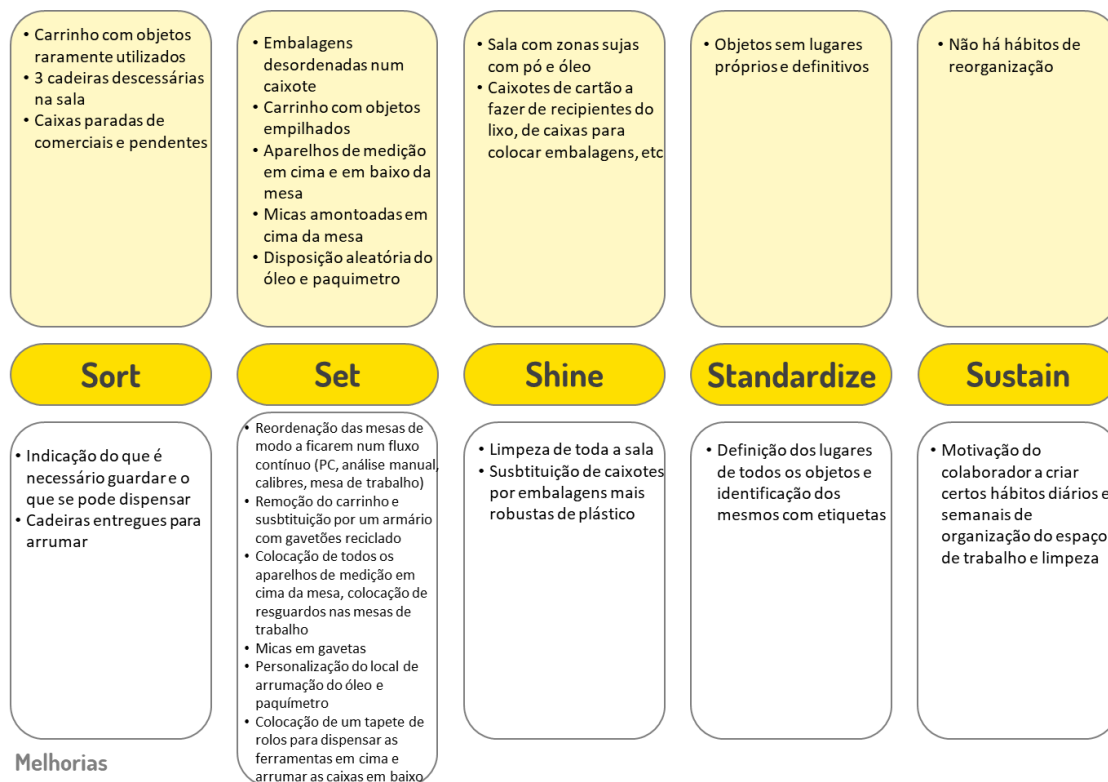 • Carrinho com objetos
raramente utilizados
• 3 cadeiras descessárias
na sala
• Caixas paradas de
comerciais e pendentes
• Embalagens
desordenadas num
caixote
• Carrinho com objetos
empilhados
• Aparelhos de medição
em cima e em baixo da
mesa
• Micas amontoadas em
cima da mesa
• Disposição aleatória do
óleo e paquimetro
• Sala com zonas sujas
com pó e óleo
• Caixotes de cartão a
fazer de recipientes do
lixo, de caixas para
colocar embalagens, etc
• Objetos sem lugares
próprios e definitivos
• Não há hábitos de
reorganização
Sort
Set
Shine
Standardize
Sustain
• Indicação do que é
necessário guardar e o
que se pode dispensar
• Cadeiras entregues para
arrumar
• Reordenação das mesas de
modo a ficarem num fluxo
contínuo (PC, análise manual,
calibres, mesa de trabalho)
• Remoção do carrinho e
susbtituição por um armário
com gavetões reciclado
• Colocação de todos os
aparelhos de medição em
cima da mesa, colocação de
resguardos nas mesas de
trabalho
• Micas em gavetas
• Personalização do local de
arrumação do óleo e
paquímetro
• Colocação de um tapete de
rolos para dispensar as
ferramentas em cima e
arrumar as caixas em baixo
• Limpeza de toda a sala
• Susbtituição de caixotes
por embalagens mais
robustas de plástico
• Definição dos lugares
de todos os objetos e
identificação dos
mesmos com etiquetas
• Motivação do
colaborador a criar
certos hábitos diários e
semanais de
organização do espaço
de trabalho e limpeza
Melhorias